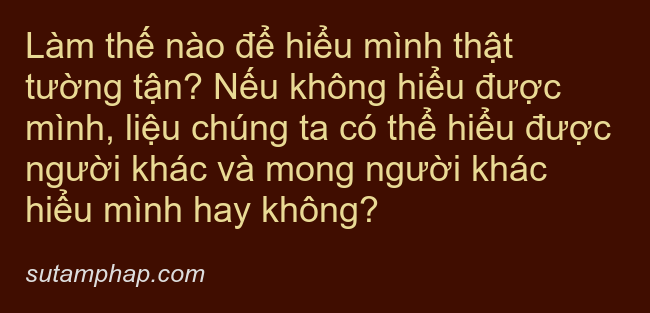 Làm thế nào để hiểu mình thật
tường tận? Nếu không hiểu được
mình, liệu chúng ta có thể hiểu được
người khác và mong người khác
hiểu mình hay không?
sutamphap.com